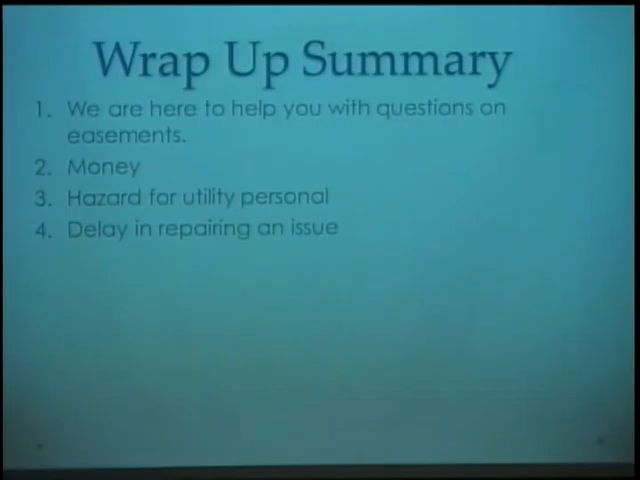 Wrap Up Summary
1. We are here to help you with questions on
easements.
2. Money
3. Hazard for utility personal
4. Delay in repairing an issue